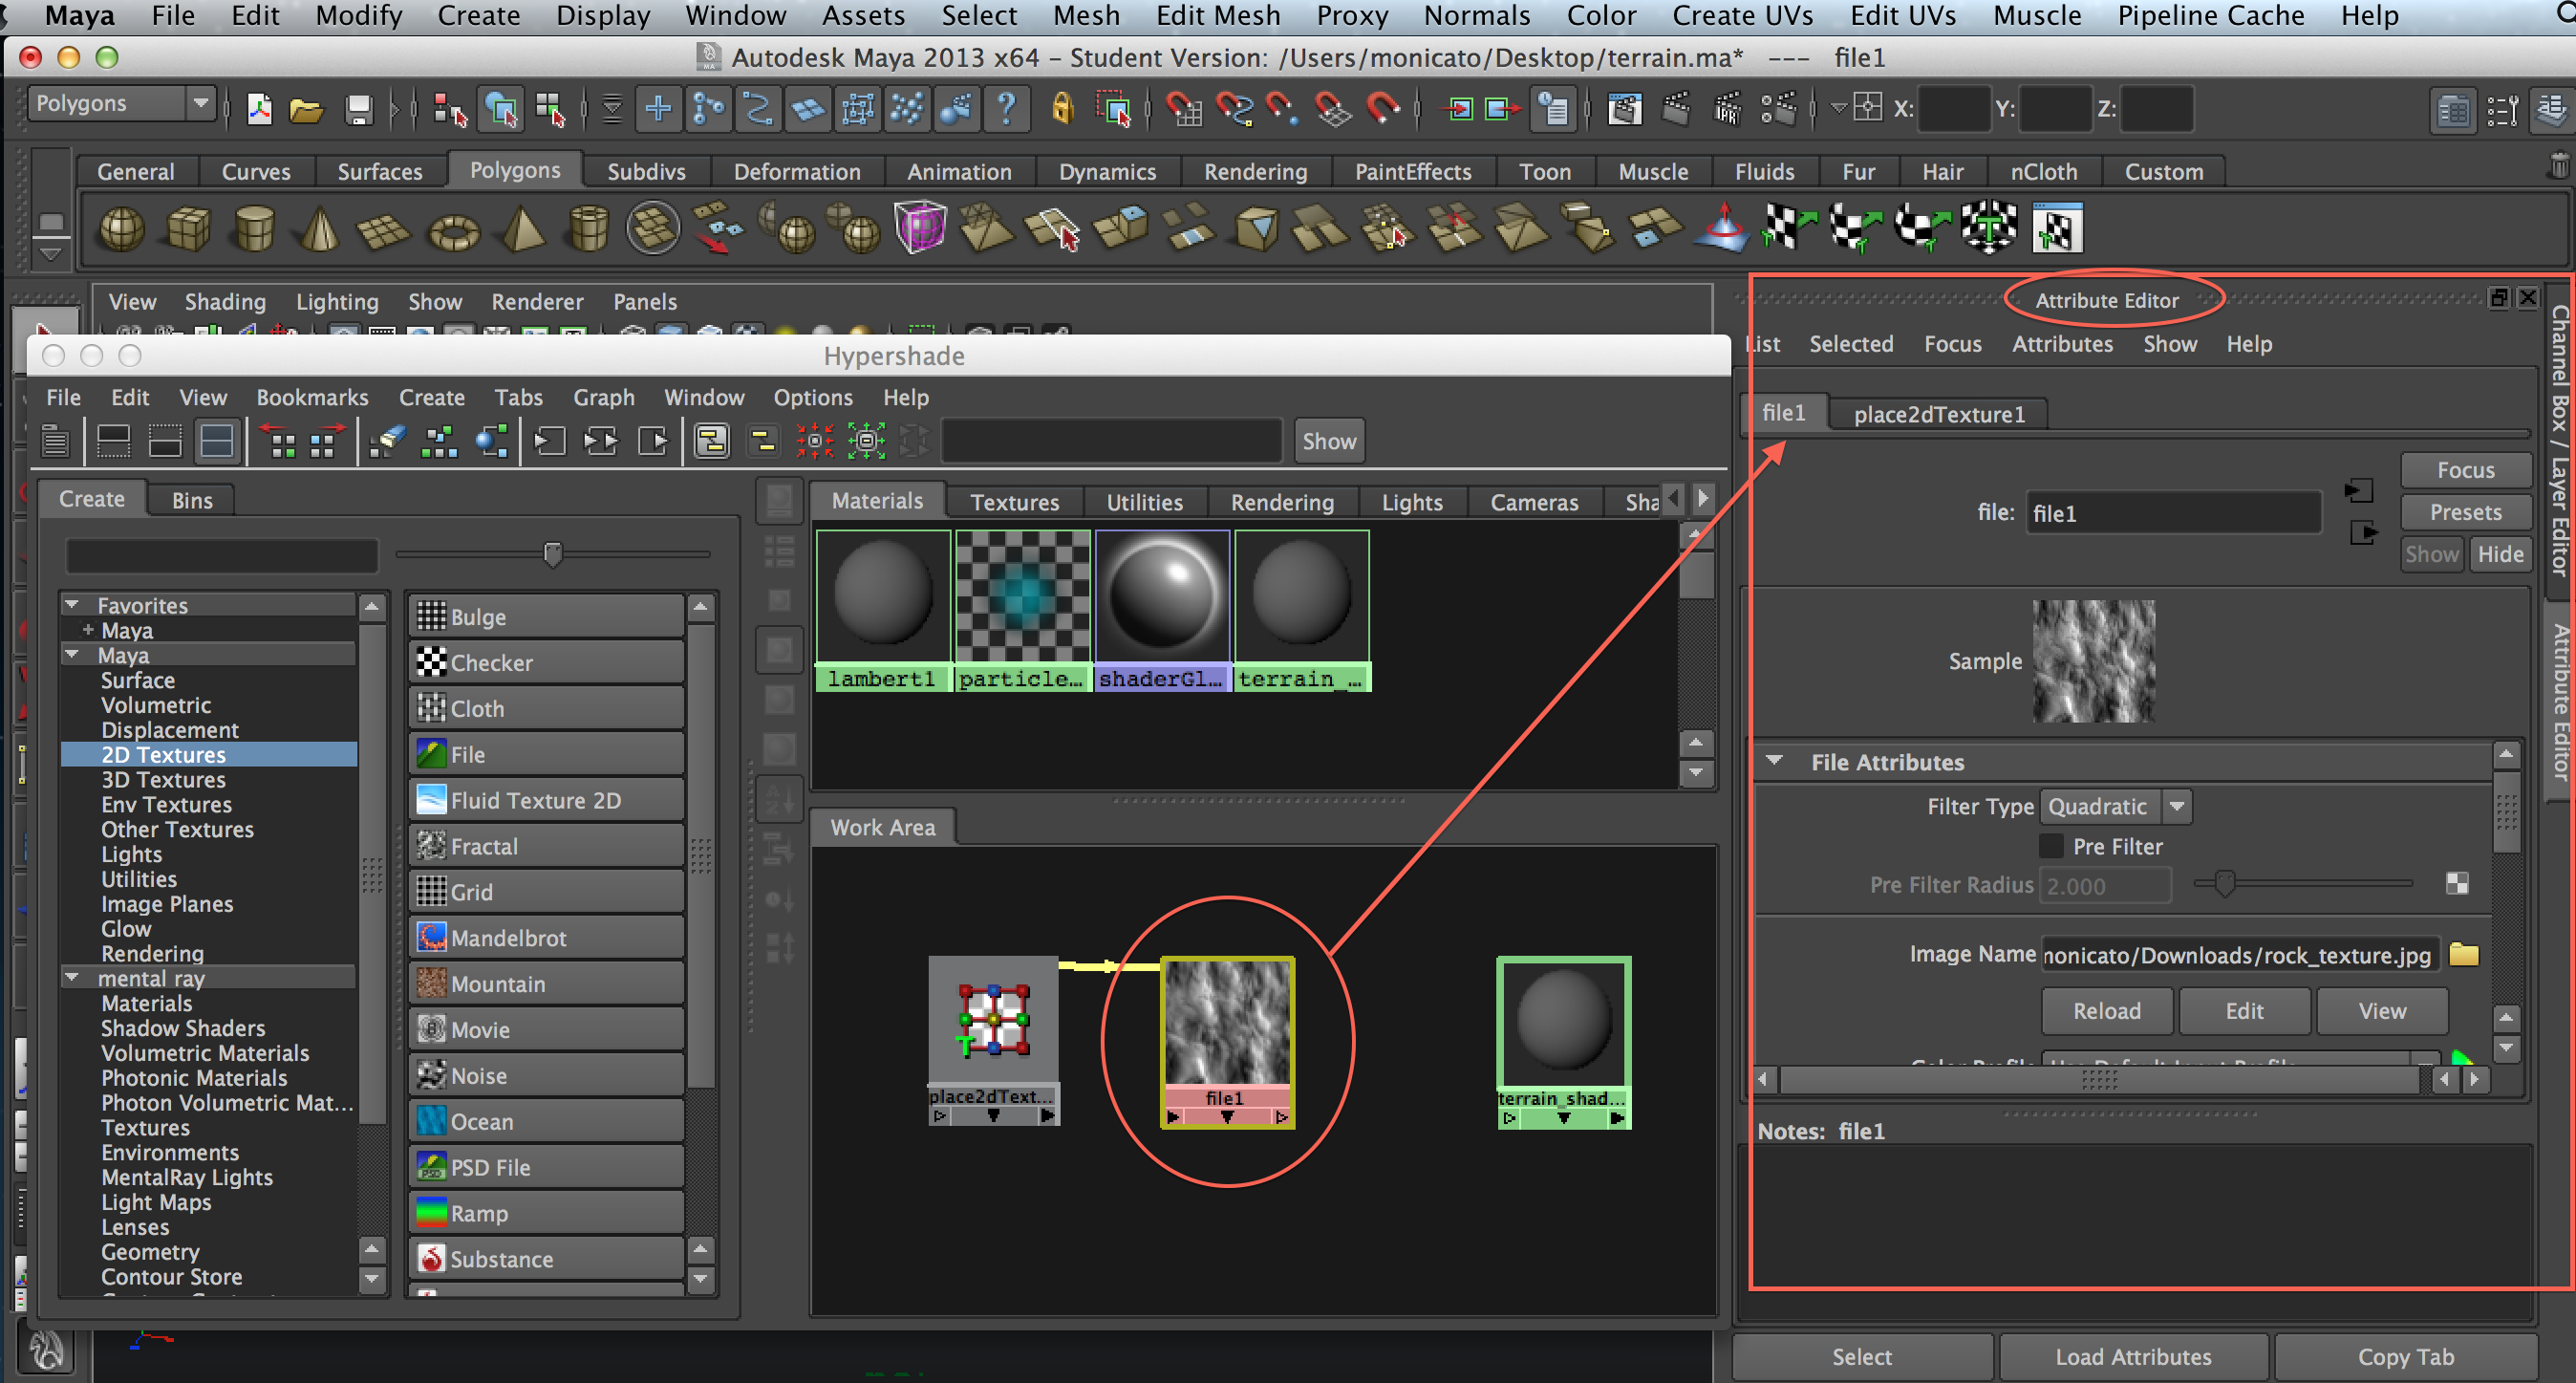 Maya File Edit Modify Create Display Window Assets Select Mesh Edit Mesh Proxy Normals Color Create UVs Edit UVs Muscle Pipeline Cache Help
Autodesk Maya 2013 x64 - Student Version: /Users/monicato/Desktop/terrain.ma* --- file1
Polygons
? IPR X: Y: Z:
General Curves Surfaces Polygons Subdivs Deformation Animation Dynamics Rendering PaintEffects Toon Muscle Fluids Fur Hair nCloth Custom
View Shading Lighting Show Renderer Panels
Hypershade
File Edit View Bookmarks Create Tabs Graph Window Options Help
Show
Create Bins
Favorites
Maya
Maya
Surface
Volumetric
Displacement
2D Textures
3D Textures
Env Textures
Other Textures
Lights
Utilities
Image Planes
Glow
Rendering
mental ray
Materials
Shadow Shaders
Volumetric Materials
Photonic Materials
Photon Volumetric Mat...
Textures
Environments
MentalRay Lights
Light Maps
Lenses
Geometry
Contour Store
Bulge
Checker
Cloth
File
Fluid Texture 2D
Fractal
Grid
Mandelbrot
Mountain
Movie
Noise
Ocean
PSD File
Ramp
Substance
Materials Textures Utilities Rendering Lights Cameras Sha
lambert1 particle... shaderGl... terrain_...
Work Area
place2dText...
file1
terrain_shad...
Attribute Editor
List Selected Focus Attributes Show Help
file1 place2dTexture1
file: file1
Focus
Presets
Show Hide
Sample
File Attributes
Filter Type Quadratic
Pre Filter
Pre Filter Radius 2.000
Image Name monicato/Downloads/rock_texture.jpg
Reload Edit View
Notes: file1
Select Load Attributes Copy Tab
Channel Box / Layer Editor
Attribute Editor